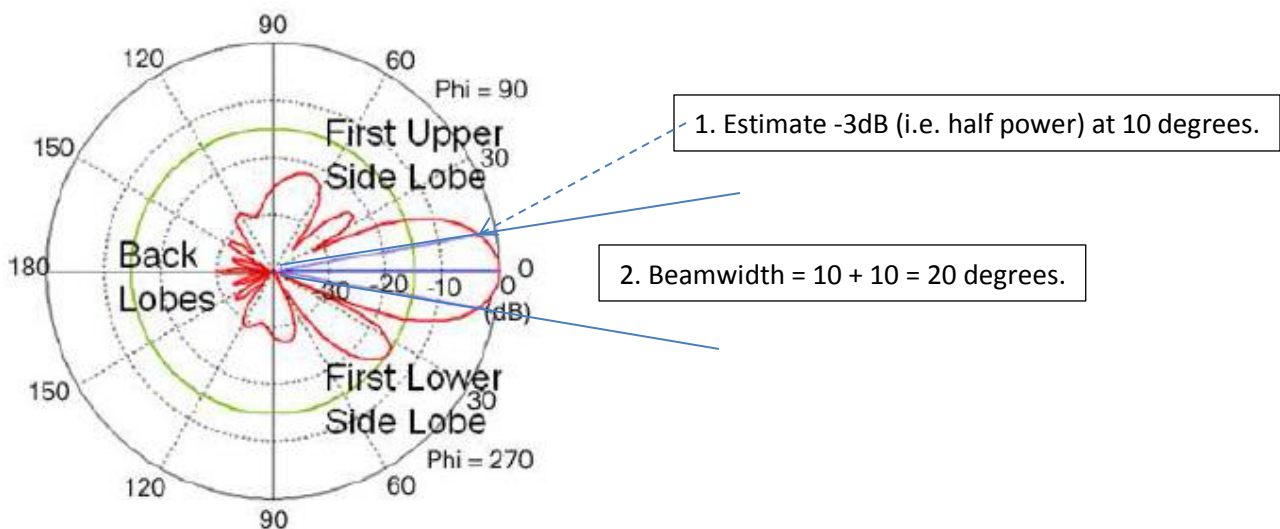 90
120
60
Phi = 90
1. Estimate -3dB (i.e. half power) at 10 degrees.
First Upper
150
30
Side Lobe
Back
180
0
2. Beamwidth = 10 + 10 = 20 degrees.
-30 -20 -10 0
Lobes
(dB)
First Lower
150
30
Side Lobe
Phi = 270
120
60
90